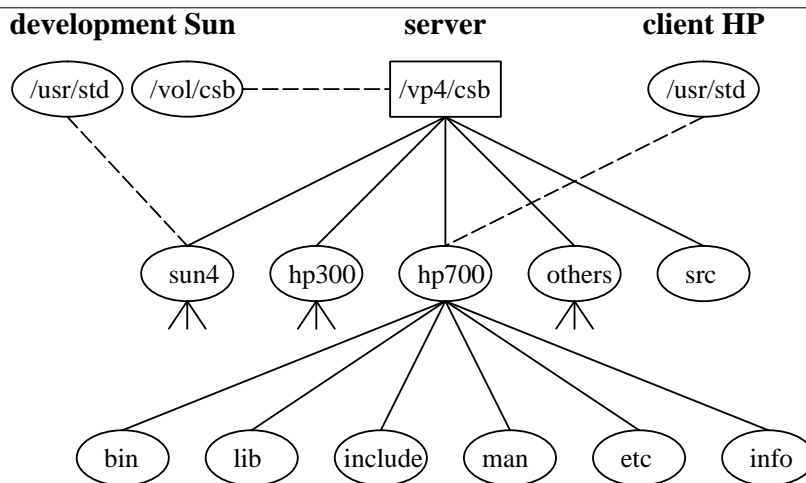 development Sun server client HP
/usr/std /vol/csb /vp4/csb /usr/std
sun4 hp300 hp700 others src
bin lib include man etc info